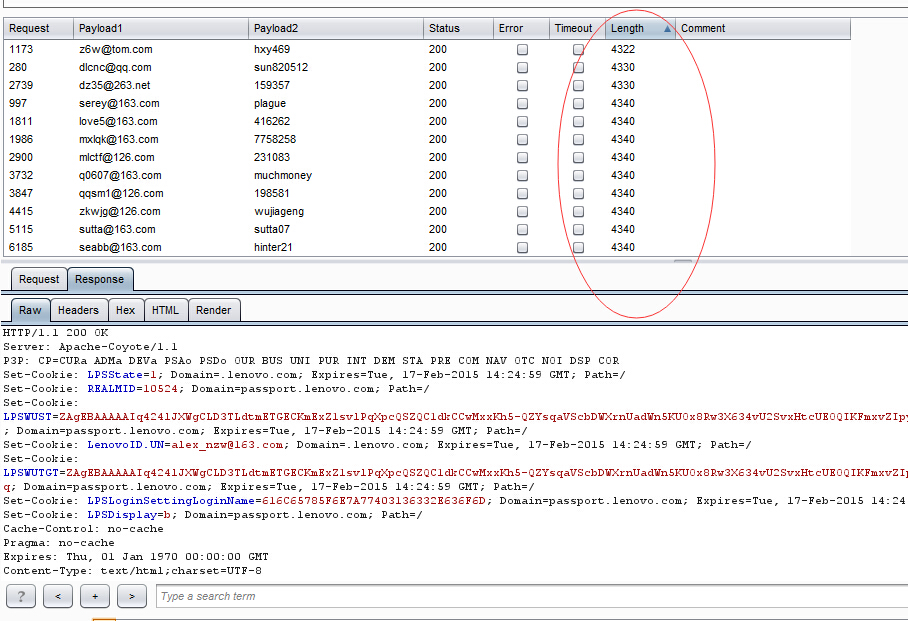 Request Payload1 Payload2 Status Error Timeout Length Comment
1173 z6w@tom.com hxy469 200 4322
280 dlcnc@qq.com sun820512 200 4330
2739 dz35@263.net 159357 200 4330
997 serey@163.com plague 200 4340
1811 love5@163.com 416262 200 4340
1986 mxlqk@163.com 7758258 200 4340
2900 mlctf@126.com 231083 200 4340
3732 q0607@163.com muchmoney 200 4340
3847 qqsm1@126.com 198581 200 4340
4415 zkwjg@126.com wujiageng 200 4340
5115 sutta@163.com sutta07 200 4340
6185 seabb@163.com hinter21 200 4340
Request Response
Raw Headers Hex HTML Render
HTTP/1.1 200 OK
Server: Apache-Coyote/1.1
P3P: CP=CURa ADMa DEVa PSAo PSDo OUR BUS UNI PUR INT DEM STA PRE COM NAV OTC NOI DSP COR
Set-Cookie: LPSState=1; Domain=.lenovo.com; Expires=Tue, 17-Feb-2015 14:24:59 GMT; Path=/
Set-Cookie: REALMID=10524; Domain=passport.lenovo.com; Path=/
Set-Cookie:
; Domain=passport.lenovo.com; Expires=Tue, 17-Feb-2015 14:24:59 GMT; Path=/
Set-Cookie: LenovoID.UN=alex_nzw@163.com; Domain=.lenovo.com; Expires=Tue, 17-Feb-2015 14:24:59 GMT; Path=/
Set-Cookie:
q; Domain=passport.lenovo.com; Expires=Tue, 17-Feb-2015 14:24:59 GMT; Path=/
Set-Cookie: LPSLoginSettingLoginName=616C65785F6E7A77403136332E636F6D; Domain=passport.lenovo.com; Expires=Tue, 17-Feb-2015 14:24
Set-Cookie: LPSDisplay=b; Domain=passport.lenovo.com; Path=/
Cache-Control: no-cache
Pragma: no-cache
Expires: Thu, 01 Jan 1970 00:00:00 GMT
Content-Type: text/html;charset=UTF-8
? < + > Type a search term